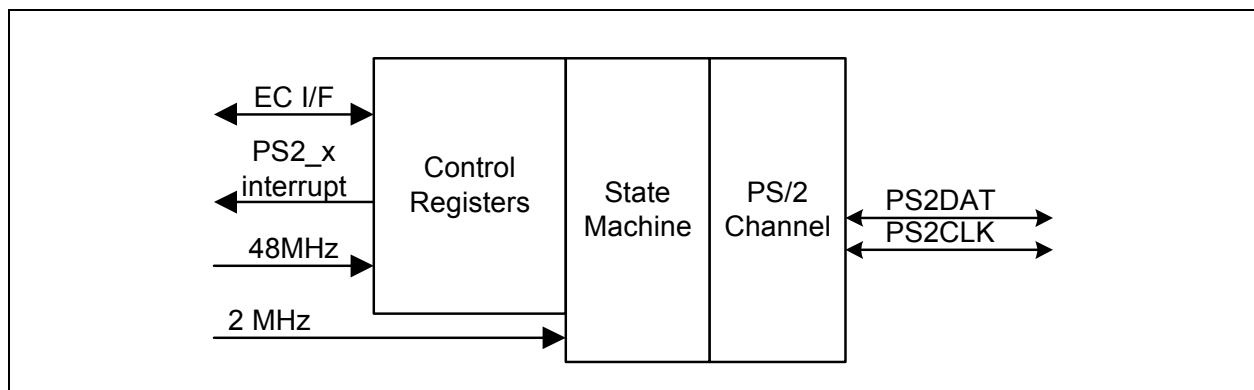 EC I/F
PS2_x
interrupt
48MHz
2 MHz
Control
Registers
State
Machine
PS/2
Channel
PS2DAT
PS2CLK